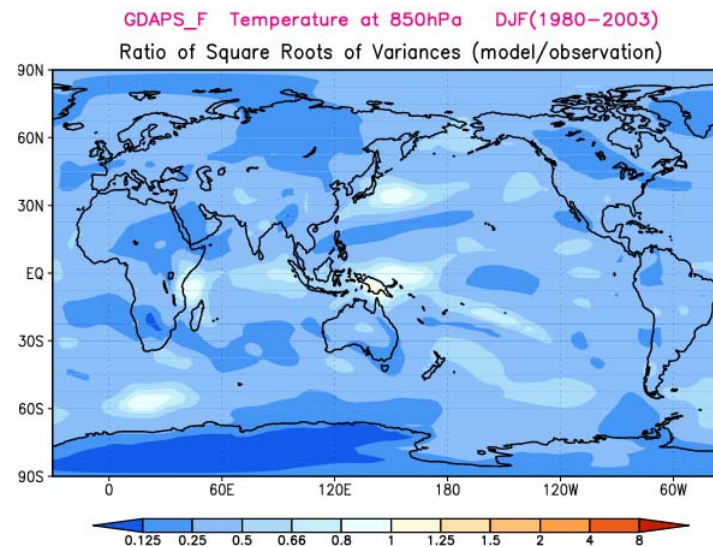 GDAPS_F Temperature at 850hPa DJF(1980-2003)
Ratio of Square Roots of Variances (model/observation)
90N
60N
30N
EQ
30S
60S
90S
0 60E 120E 180 120W 60W
0.125 0.25 0.5 0.66 0.8 1 1.25 1.5 2 4 8